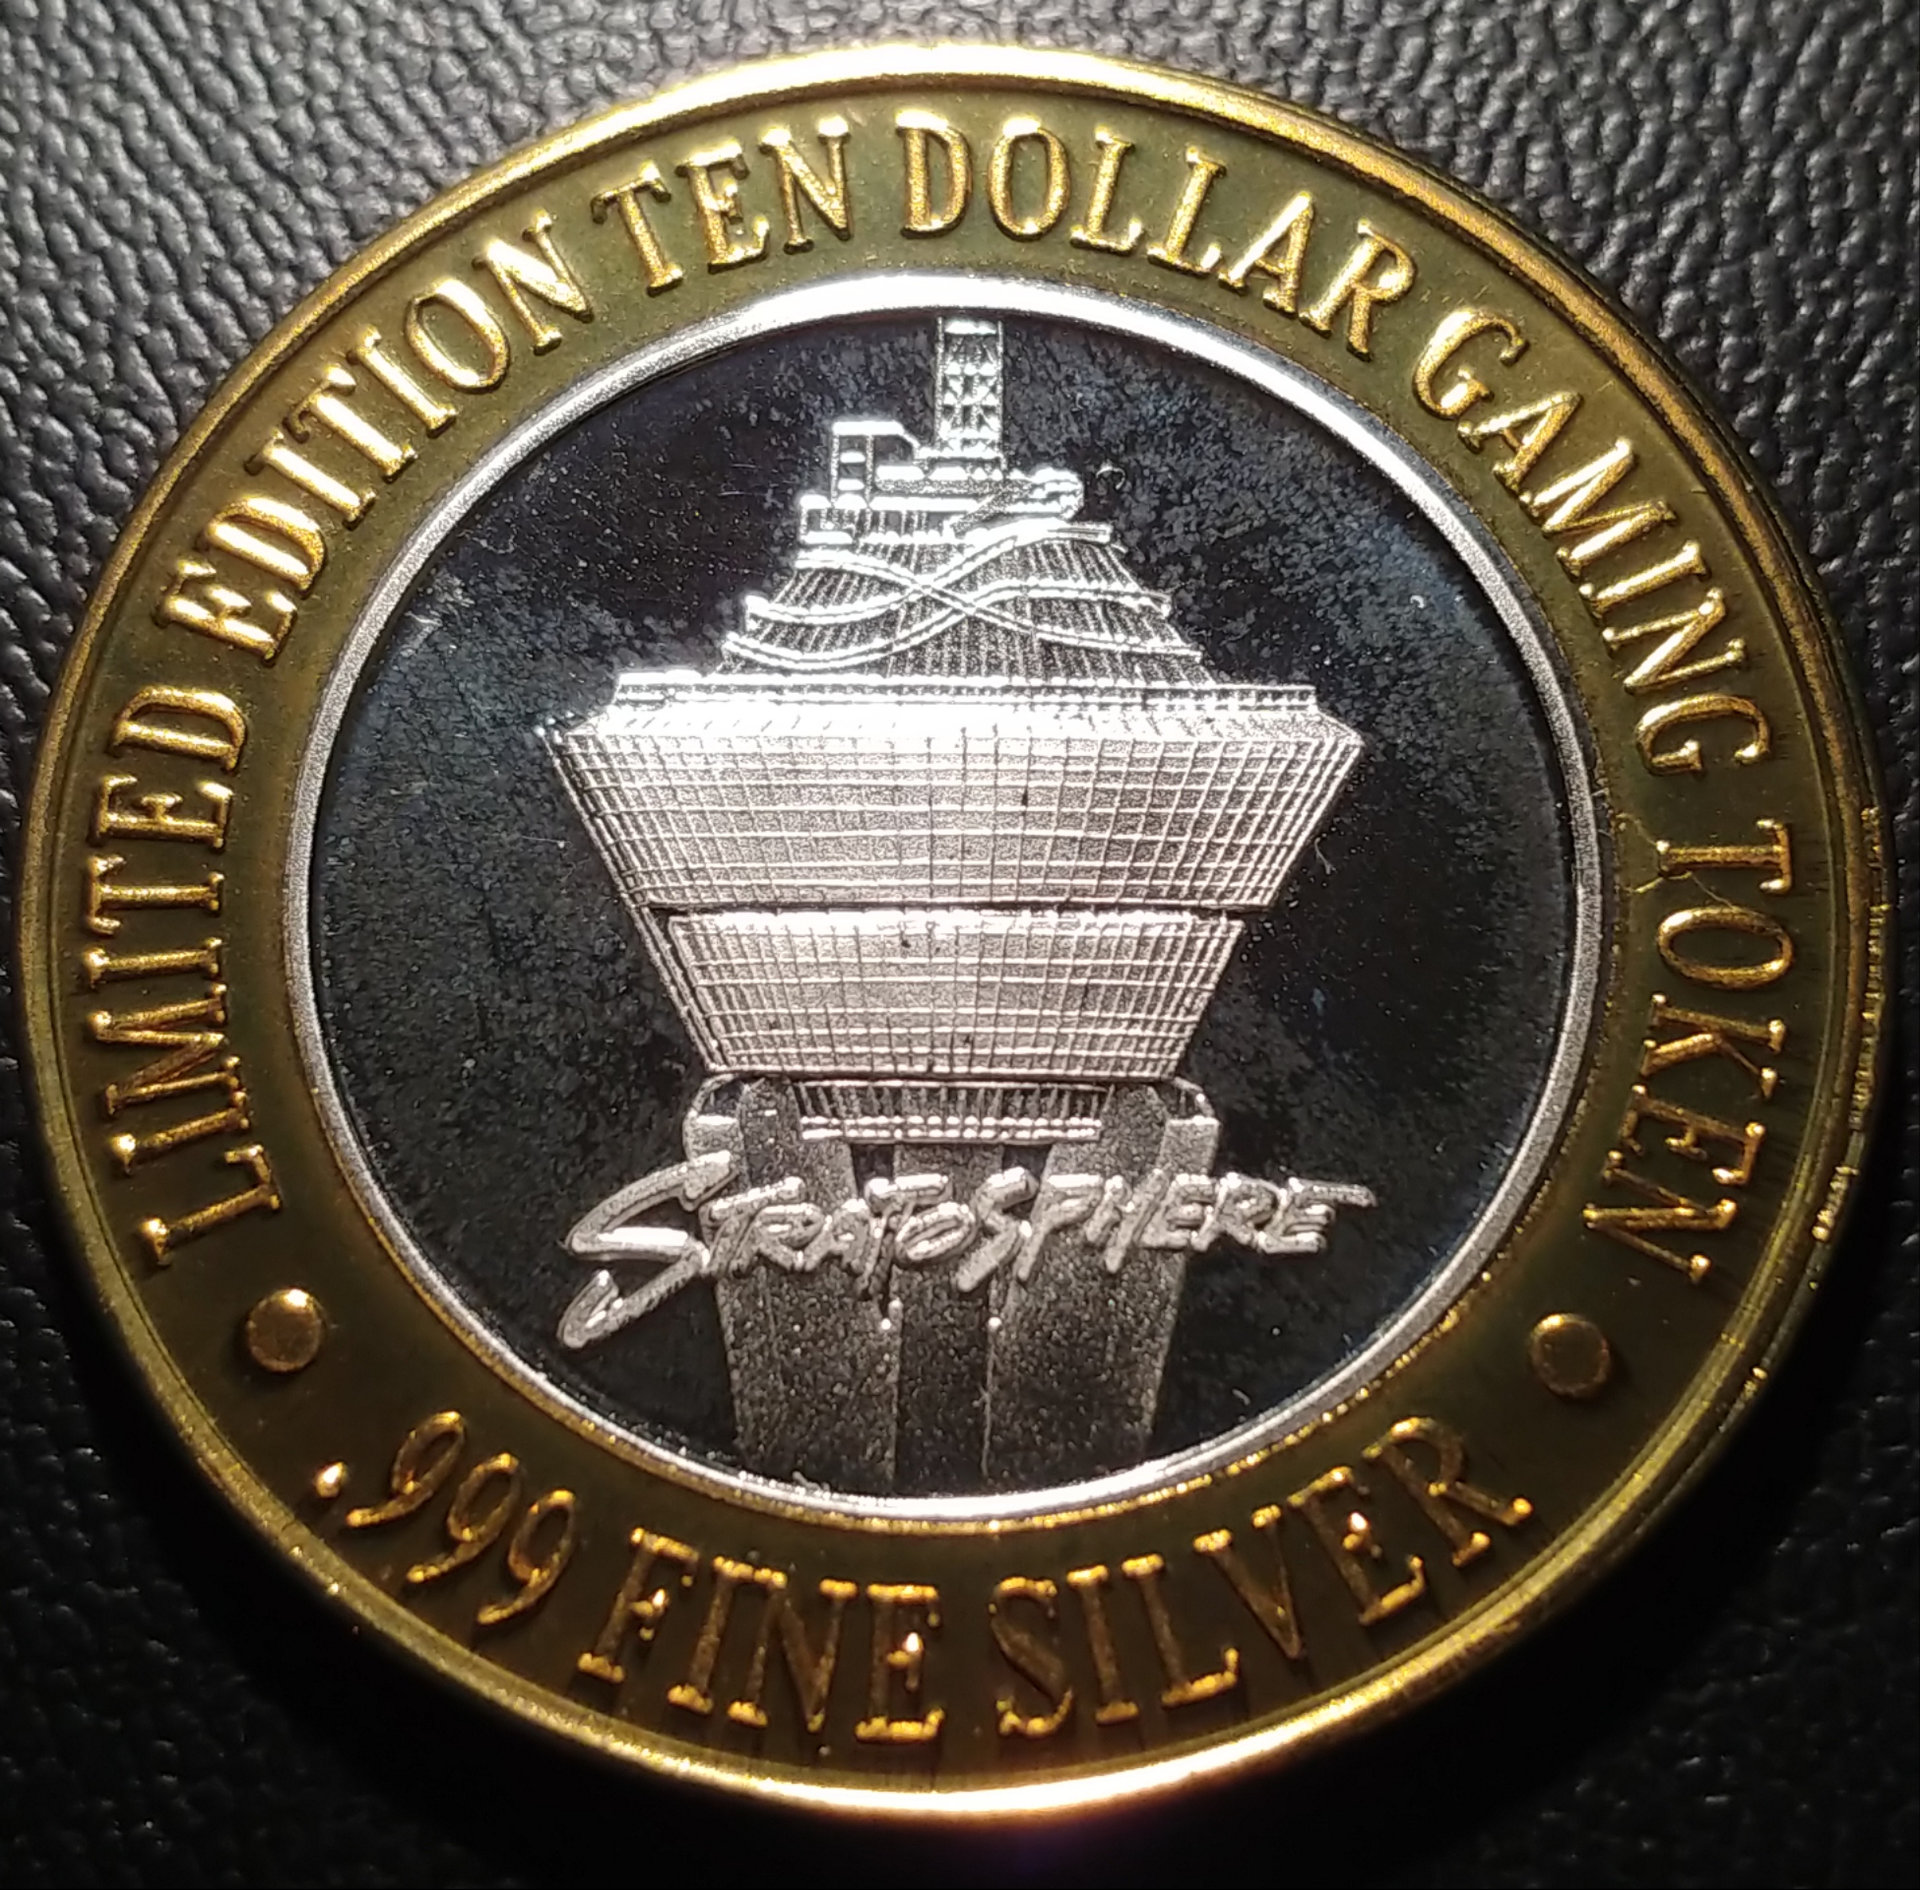 LIMITED EDITION TEN DOLLAR GAMING TOKEN
STRATOSPHERE
.999 FINE SILVER